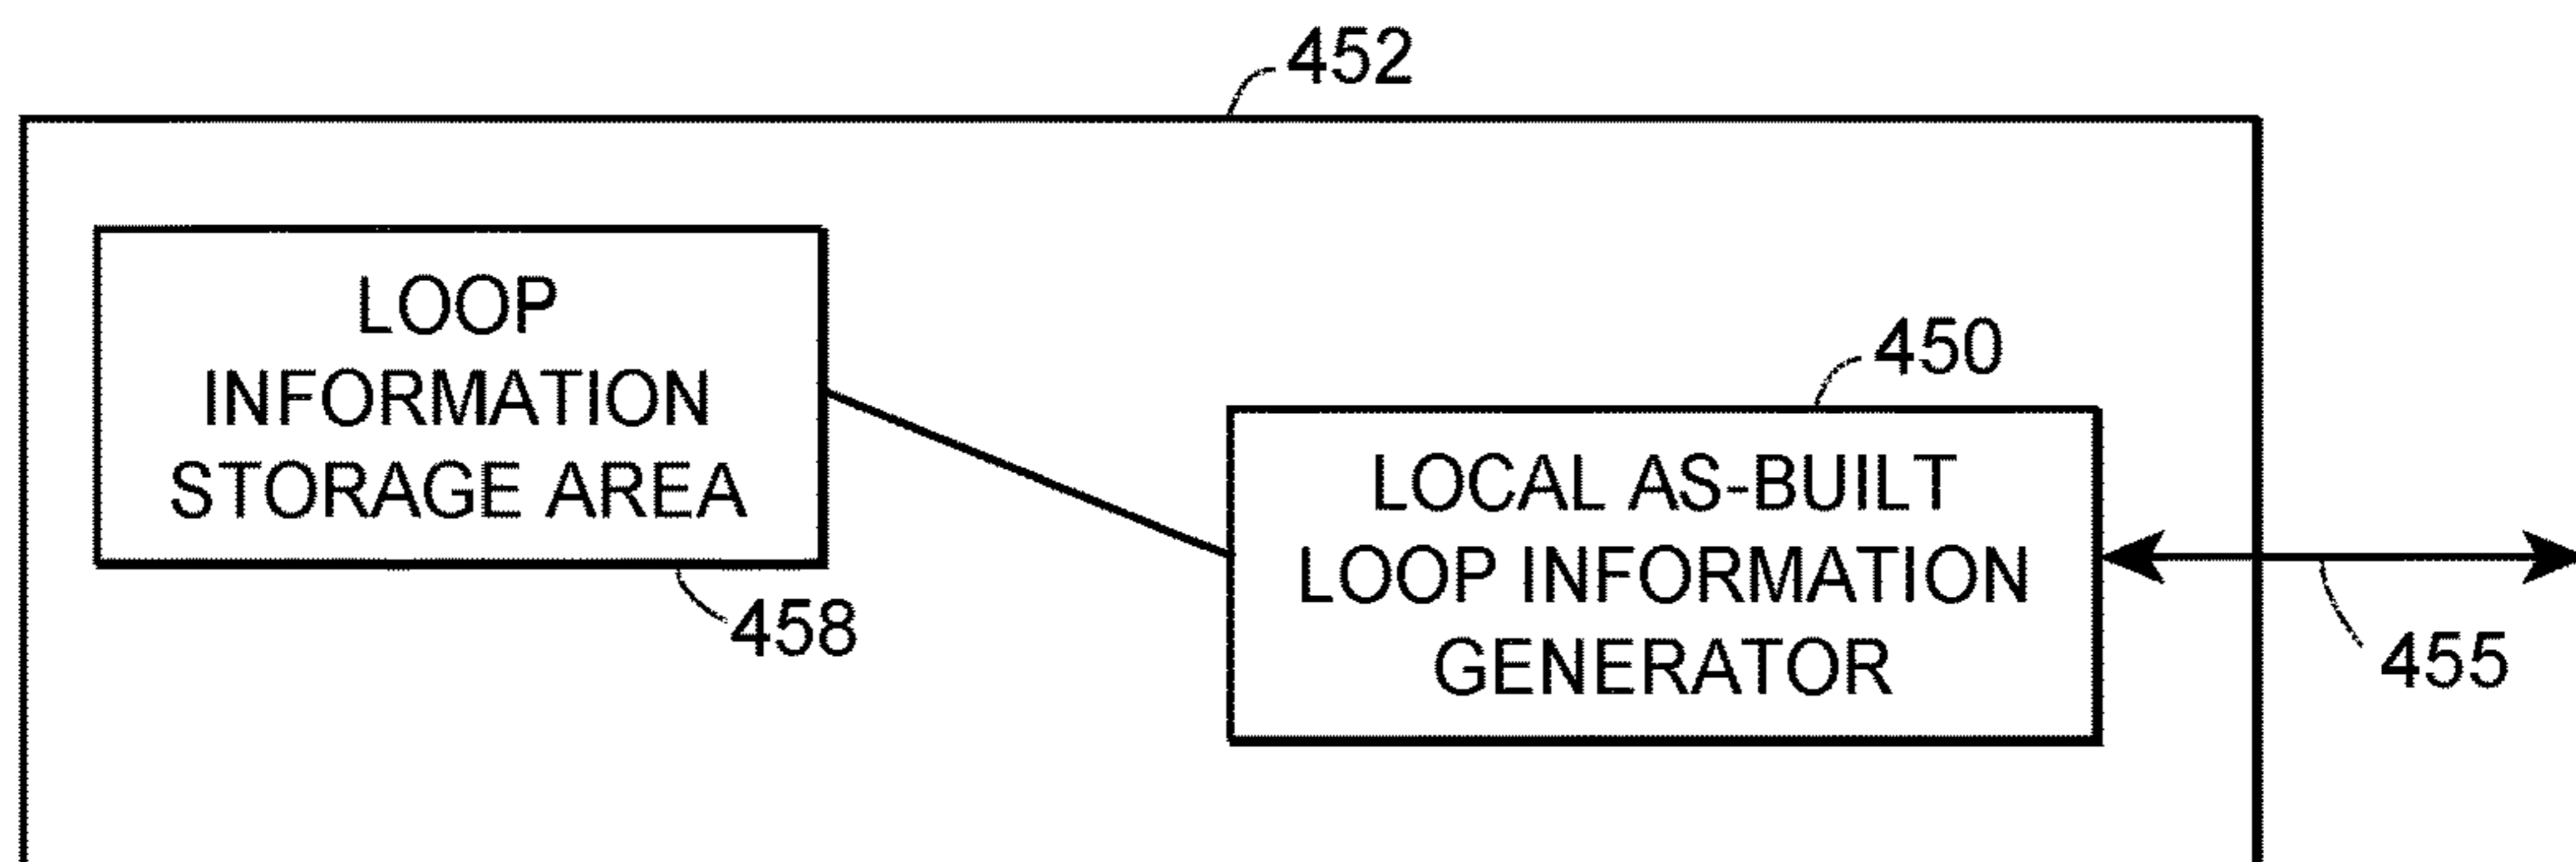 452
LOOP
INFORMATION
STORAGE AREA
458
450
LOCAL AS-BUILT
LOOP INFORMATION
GENERATOR
455